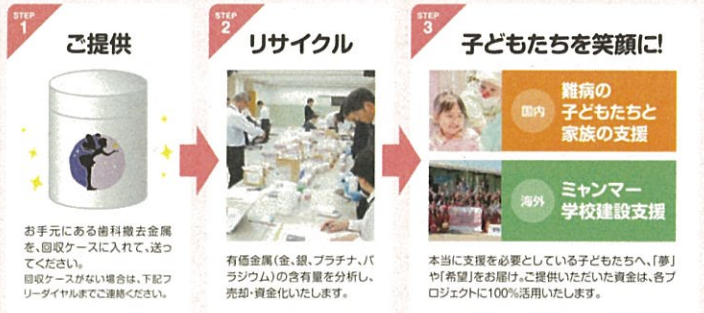 STEP
1
ご提供
お手元にある歯科撤去金属
を、回収ケースに入れて、送っ
てください。
回収ケースがない場合は、下記フ
リーダイヤルまでご連絡ください。
STEP
2
リサイクル
有価金属(金、銀、プラチナ、パ
ラジウム)の含有量を分析し、
売却・資金化いたします。
STEP
3
子どもたちを笑顔に!
国内
難病の
子どもたちと
家族の支援
海外
ミャンマー
学校建設支援
本当に支援を必要としている子どもたちへ、「夢」
や「希望」をお届け。ご提供いただいた資金は、各プ
ロジェクトに100%活用いたします。